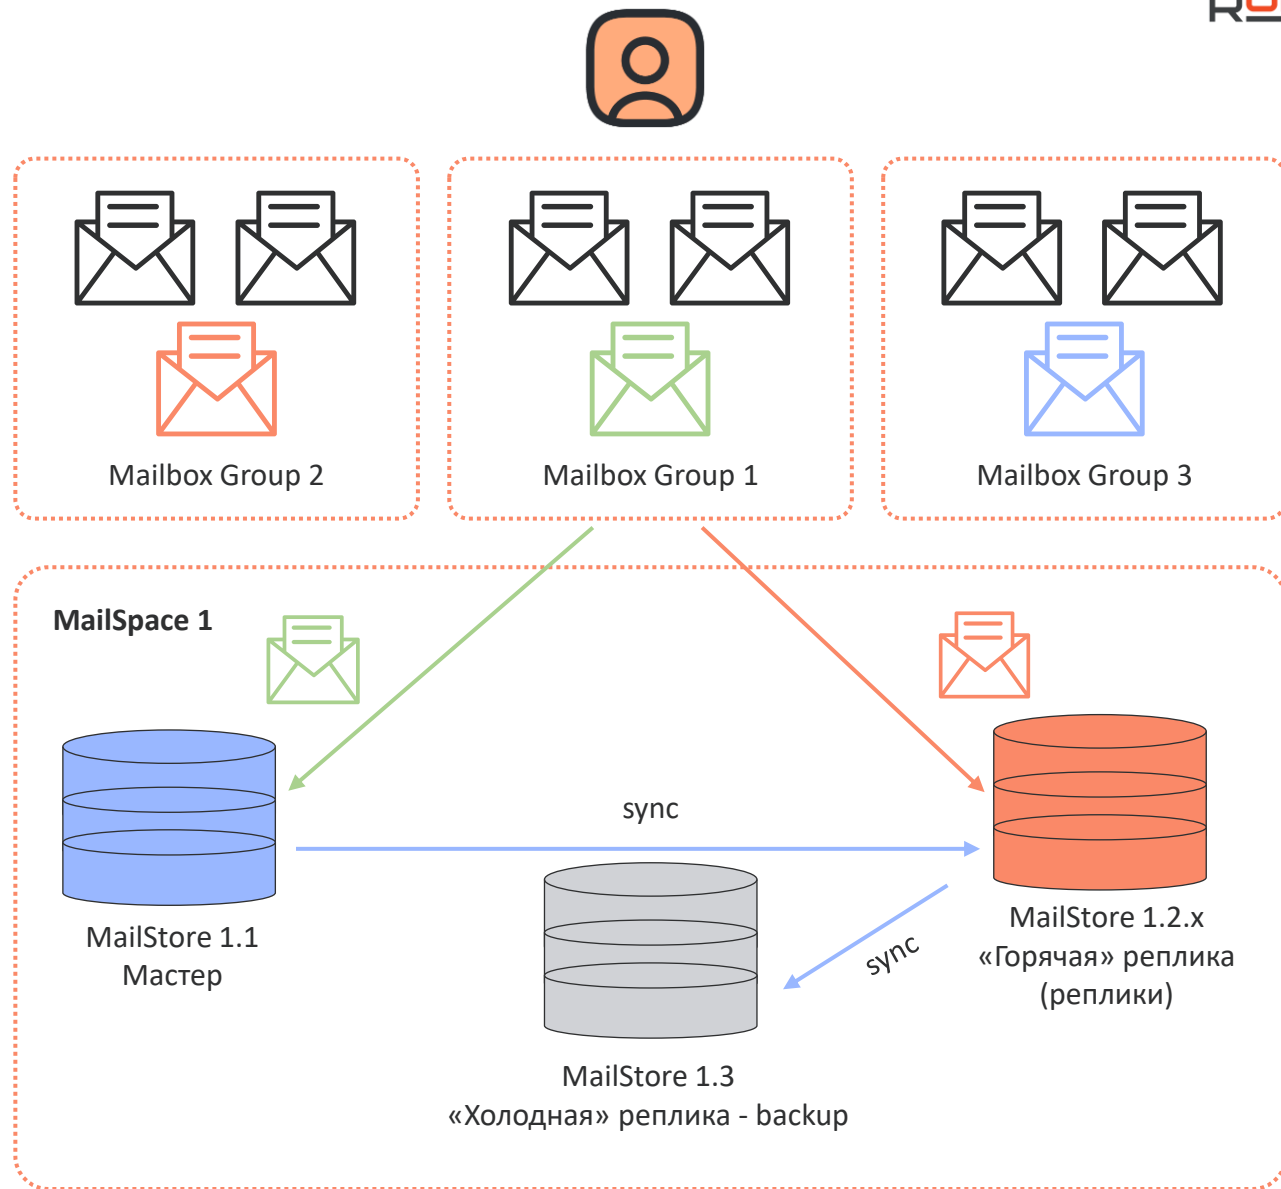 Mailbox Group 2
Mailbox Group 1
Mailbox Group 3
MailSpace 1
sync
MailStore 1.1
Мастер
sync
MailStore 1.2.x
«Горячая» реплика
(реплики)
MailStore 1.3
«Холодная» реплика - backup